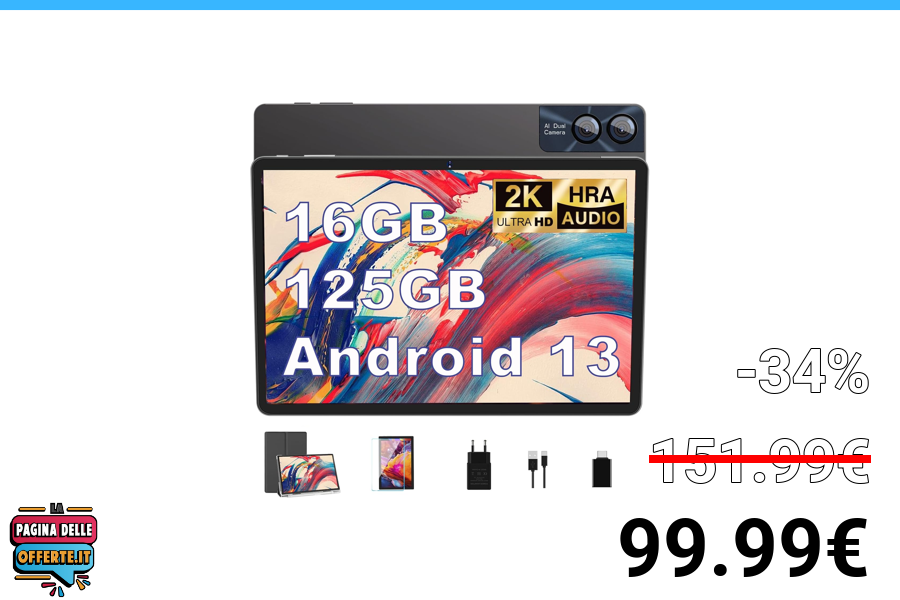 AI Dual
Camera
2K
ULTRA HD
HRA
AUDIO
16GB
125GB
Android 13
-34%
151.99€
99.99€
LA
PAGINA DELLE
OFFERTE.IT